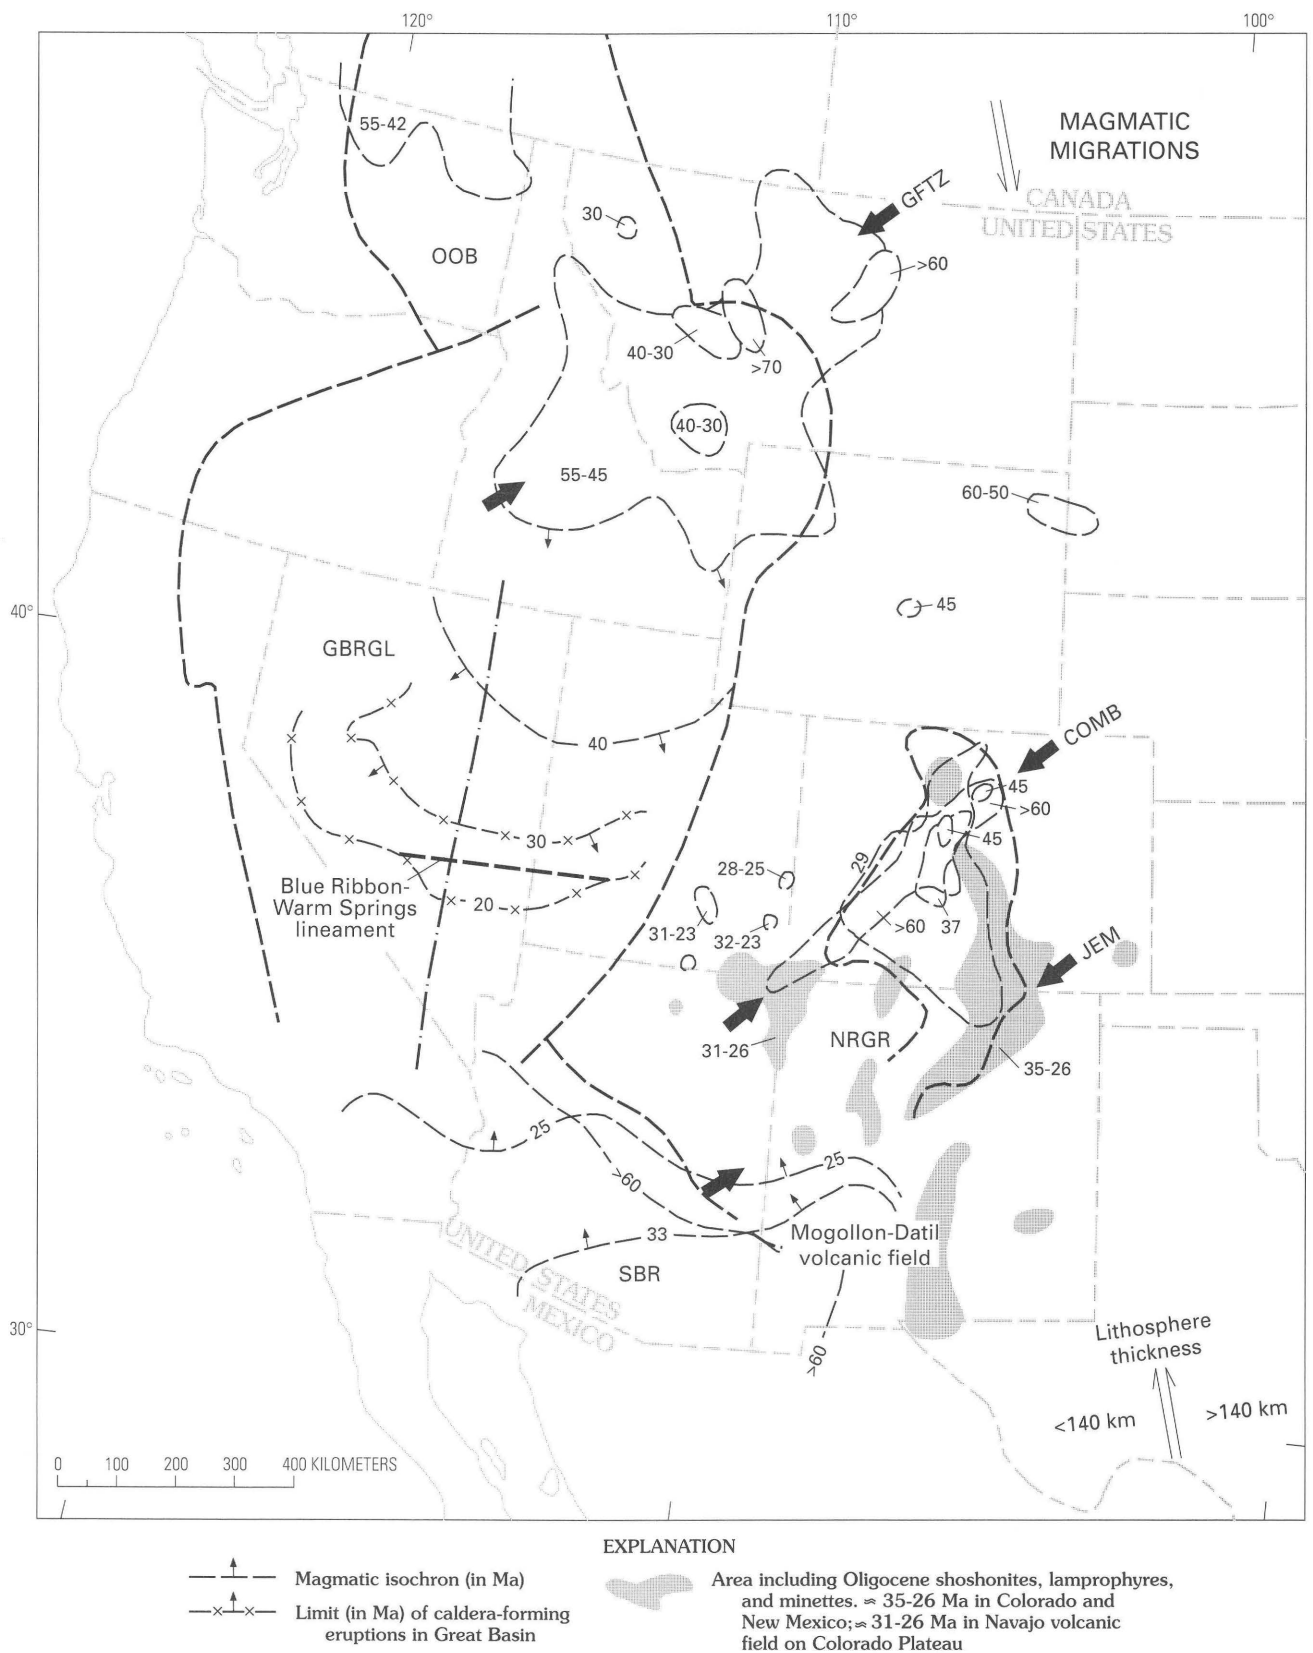 120°
110°
100°
MAGMATIC
MIGRATIONS
CANADA
UNITED STATES
GFTZ
55-42
30
OOB
>60
40-30
>70
40-30
55-45
60-50
40°
45
GBRGL
40
COMB
45
>60
45
30
29
28-25
Blue Ribbon-
Warm Springs
lineament
20
31-23
32-23
>60
37
JEM
31-26
NRGR
35-26
25
25
>60
33
Mogollon-Datil
volcanic field
SBR
UNITED STATES
MEXICO
30°
>60
Lithosphere
thickness
<140 km
>140 km
0 100 200 300 400 KILOMETERS
EXPLANATION
Magmatic isochron (in Ma)
Limit (in Ma) of caldera-forming
eruptions in Great Basin
Area including Oligocene shoshonites, lamprophyres,
and minettes. ≈ 35-26 Ma in Colorado and
New Mexico; ≈ 31-26 Ma in Navajo volcanic
field on Colorado Plateau